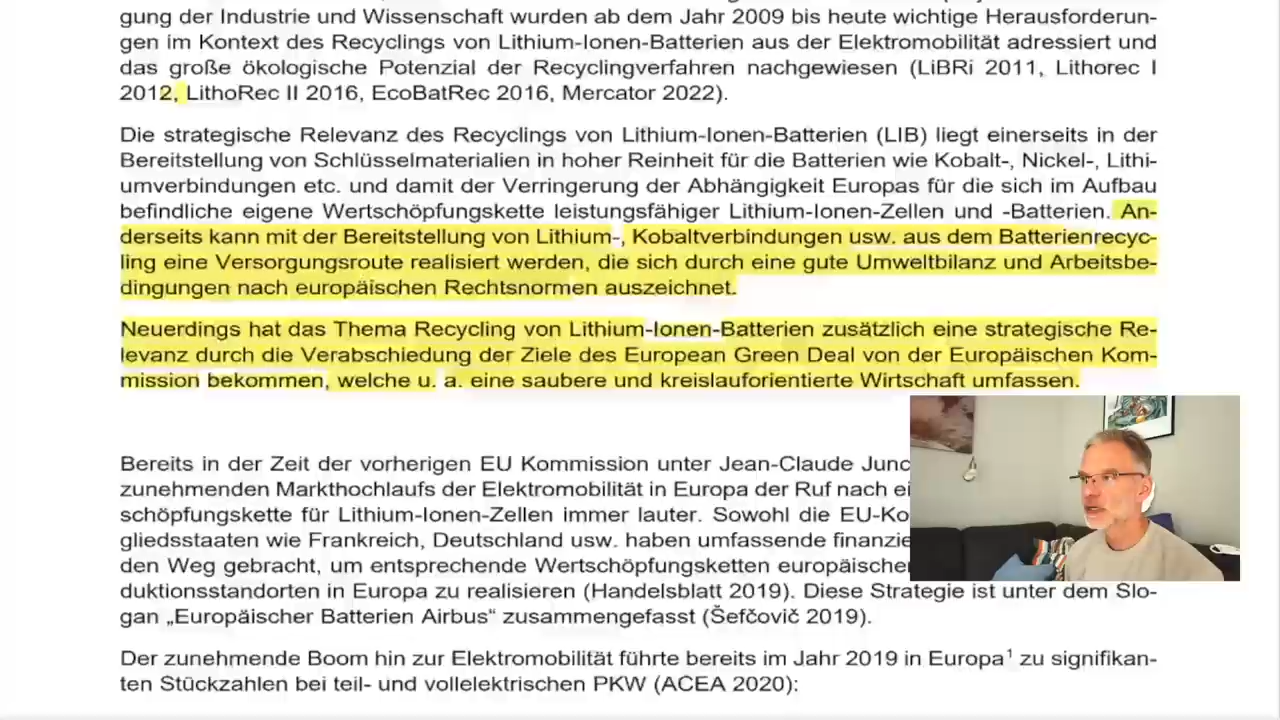 gung der Industrie und Wissenschaft wurden ab dem Jahr 2009 bis heute wichtige Herausforderun-
gen im Kontext des Recyclings von Lithium-Ionen-Batterien aus der Elektromobilität adressiert und
das große ökologische Potenzial der Recyclingverfahren nachgewiesen (LiBRi 2011, Lithorec I
2012, LithoRec II 2016, EcoBatRec 2016, Mercator 2022).
Die strategische Relevanz des Recyclings von Lithium-Ionen-Batterien (LIB) liegt einerseits in der
Bereitstellung von Schlüsselmaterialien in hoher Reinheit für die Batterien wie Kobalt-, Nickel-, Lithi-
umverbindungen etc. und damit der Verringerung der Abhängigkeit Europas für die sich im Aufbau
befindliche eigene Wertschöpfungskette leistungsfähiger Lithium-Ionen-Zellen und -Batterien. An-
derseits kann mit der Bereitstellung von Lithium-, Kobaltverbindungen usw. aus dem Batterienrecyc-
ling eine Versorgungsroute realisiert werden, die sich durch eine gute Umweltbilanz und Arbeitsbe-
dingungen nach europäischen Rechtsnormen auszeichnet.
Neuerdings hat das Thema Recycling von Lithium-Ionen-Batterien zusätzlich eine strategische Re-
levanz durch die Verabschiedung der Ziele des European Green Deal von der Europäischen Kom-
mission bekommen, welche u. a. eine saubere und kreislauforientierte Wirtschaft umfassen.
Bereits in der Zeit der vorherigen EU Kommission unter Jean-Claude Junc
zunehmenden Markthochlaufs der Elektromobilität in Europa der Ruf nach ei
schöpfungskette für Lithium-Ionen-Zellen immer lauter. Sowohl die EU-Ko
gliedsstaaten wie Frankreich, Deutschland usw. haben umfassende finanzie
den Weg gebracht, um entsprechende Wertschöpfungsketten europäischer
duktionsstandorten in Europa zu realisieren (Handelsblatt 2019). Diese Strategie ist unter dem Slo-
gan „Europäischer Batterien Airbus“ zusammengefasst (Šefčovič 2019).
Der zunehmende Boom hin zur Elektromobilität führte bereits im Jahr 2019 in Europa¹ zu signifikan-
ten Stückzahlen bei teil- und vollelektrischen PKW (ACEA 2020):